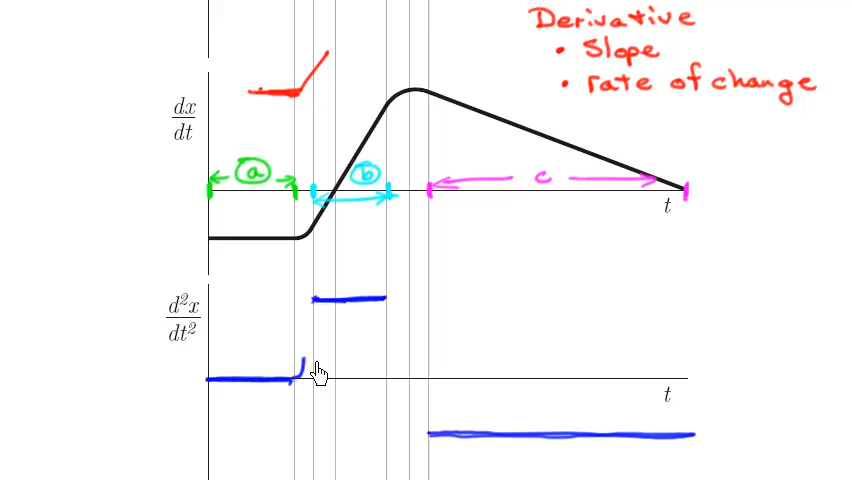 Derivative
• Slope
• rate of change
dx
dt
a
b
c
t
d²x
dt²
t